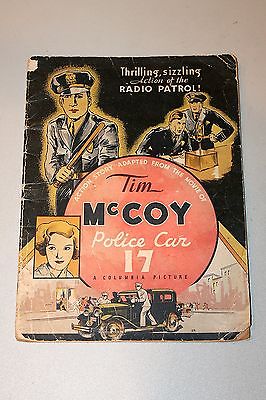 Thrilling, sizzling
Action of the
RADIO PATROL!
ACTION STORY ADAPTED FROM THE MOVIE OF
Tim
McCOY
Police Car
17
A COLUMBIA PICTURE